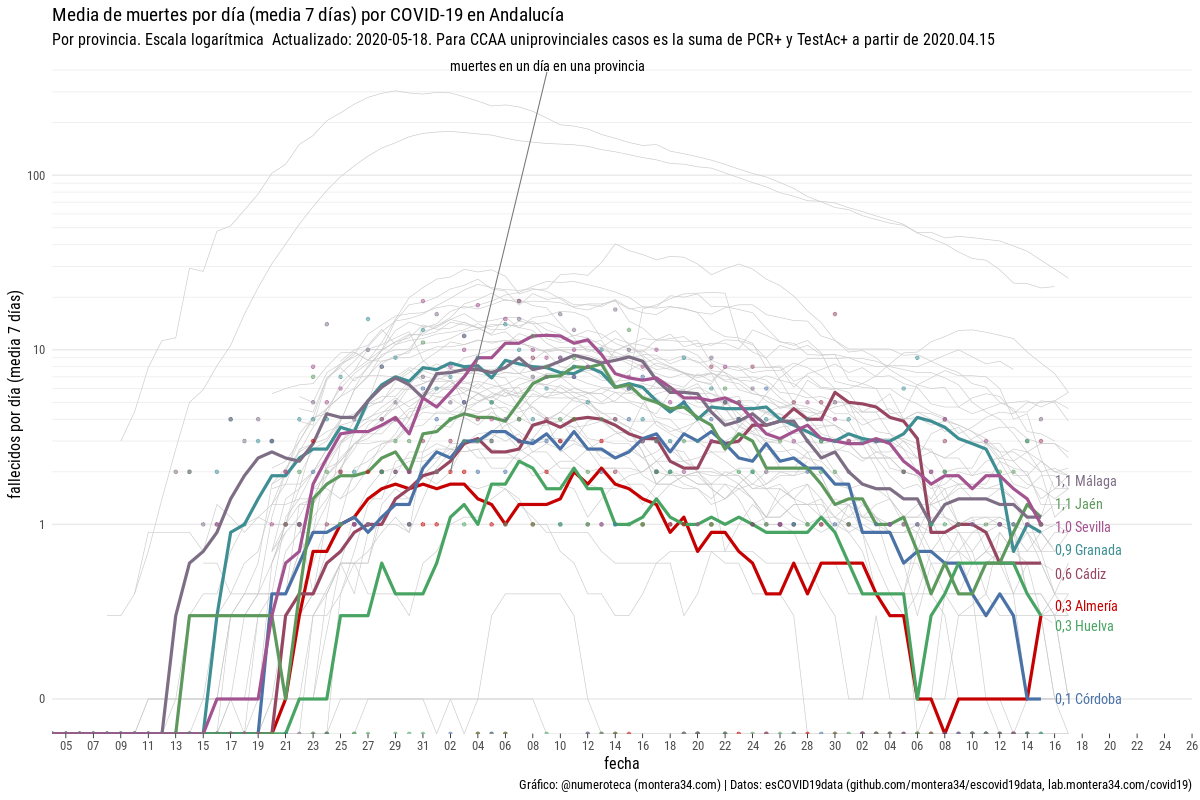 Media de muertes por día (media 7 días) por COVID-19 en Andalucía
Por provincia. Escala logarítmica  Actualizado: 2020-05-18. Para CCAA uniprovinciales casos es la suma de PCR+ y TestAc+ a partir de 2020.04.15
muertes en un día en una provincia
fallecidos por día (media  7 días)
100
10
1
0
1,1 Málaga
1,1 Jaén
1,0 Sevilla
0,9 Granada
0,6 Cádiz
0,3 Almería
0,3 Huelva
0,1 Córdoba
05 07 09 11 13 15 17 19 21 23 25 27 29 31 02 04 06 08 10 12 14 16 18 20 22 24 26 28 30 02 04 06 08 10 12 14 16 18 20 22 24 26
fecha
Gráfico: @numeroteca (montera34.com) | Datos: esCOVID19data (github.com/montera34/escovid19data, lab.montera34.com/covid19)